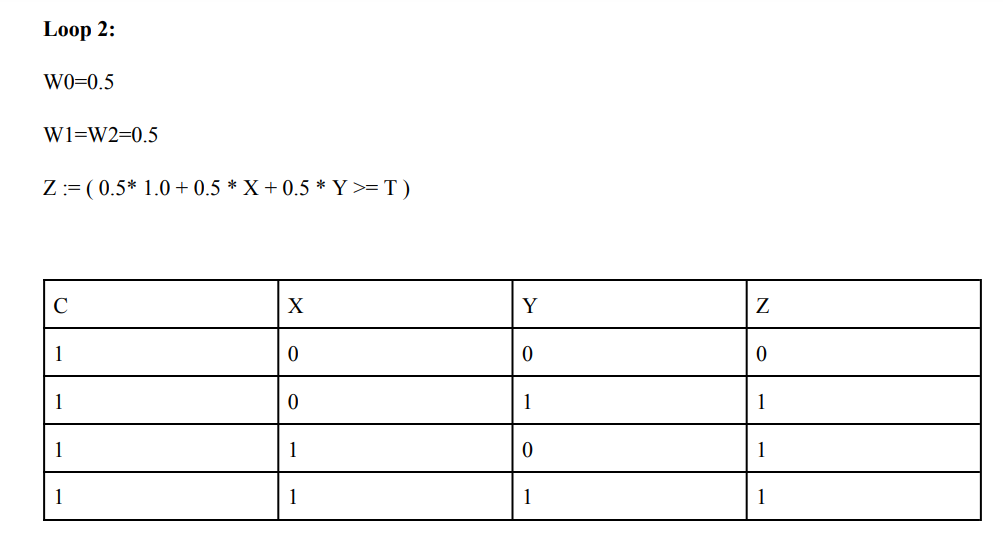 Loop 2:
W0=0.5
W1=W2=0.5
Z := ( 0.5* 1.0 + 0.5 * X + 0.5 * Y >= T )
C X Y Z
1 0 0 0
1 0 1 1
1 1 0 1
1 1 1 1